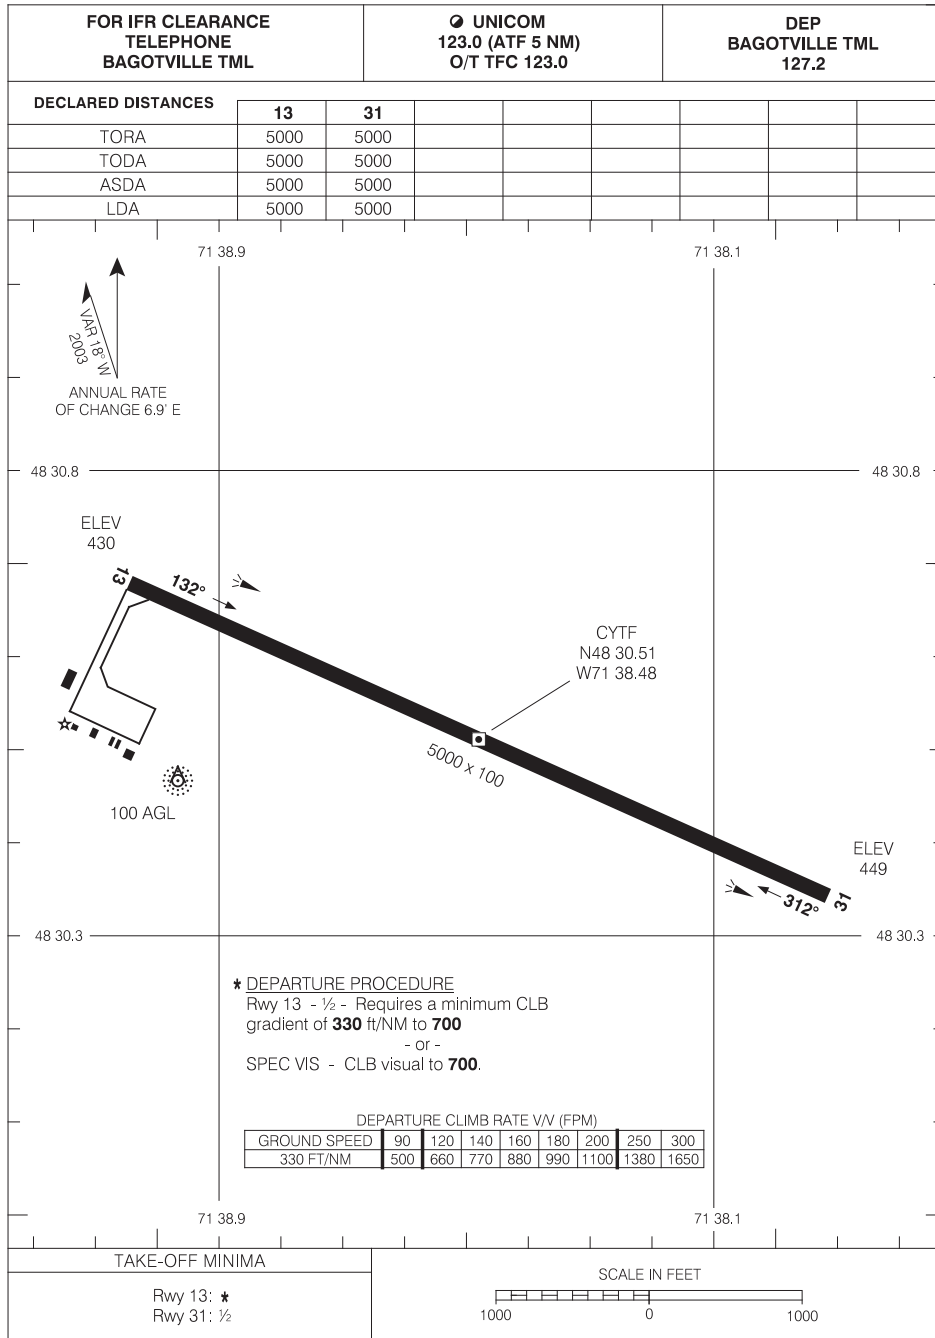 FOR IFR CLEARANCE
TELEPHONE
BAGOTVILLE TML
UNICOM
123.0 (ATF 5 NM)
O/T TFC 123.0
DEP
BAGOTVILLE TML
127.2
DECLARED DISTANCES 13 31
TORA 5000 5000
TODA 5000 5000
ASDA 5000 5000
LDA 5000 5000
71 38.9 71 38.1
VAR 18° W
2003
ANNUAL RATE
OF CHANGE 6.9' E
48 30.8 48 30.8
ELEV
430
13
132°
CYTF
N48 30.51
W71 38.48
5000 x 100
100 AGL
ELEV
449
31
312°
48 30.3 48 30.3
* DEPARTURE PROCEDURE
Rwy 13 - ½ - Requires a minimum CLB
gradient of 330 ft/NM to 700
- or -
SPEC VIS - CLB visual to 700.
DEPARTURE CLIMB RATE V/V (FPM)
GROUND SPEED 90 120 140 160 180 200 250 300
330 FT/NM 500 660 770 880 990 1100 1380 1650
71 38.9 71 38.1
TAKE-OFF MINIMA
Rwy 13: *
Rwy 31: ½
SCALE IN FEET
1000 0 1000